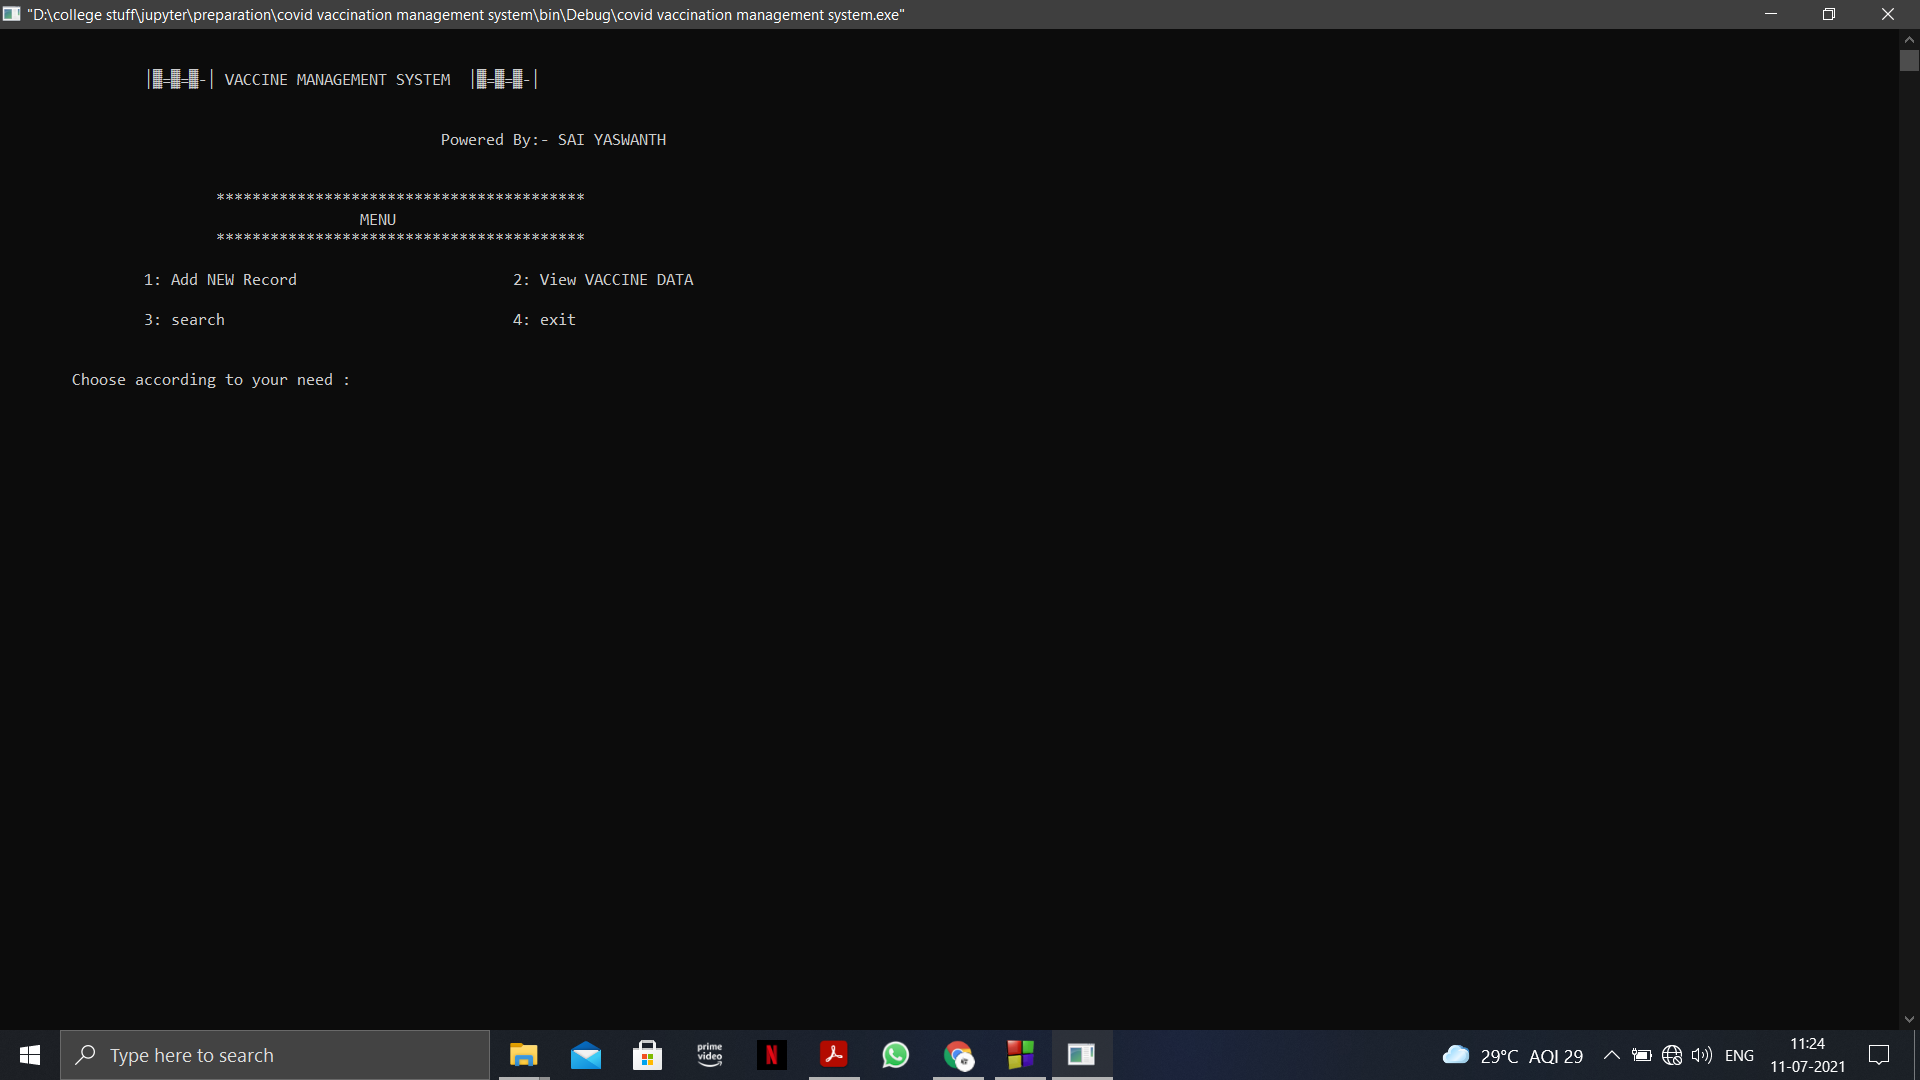 "D:\college stuff\jupyter\preparation\covid vaccination management system\bin\Debug\covid vaccination management system.exe"
|▓=▓=▓-| VACCINE MANAGEMENT SYSTEM |▓=▓=▓-|
Powered By:- SAI YASWANTH
*****************************************
MENU
*****************************************
1: Add NEW Record 2: View VACCINE DATA
3: search 4: exit
Choose according to your need :
Type here to search
prime video
N
29°C AQI 29
ENG
11:24
11-07-2021